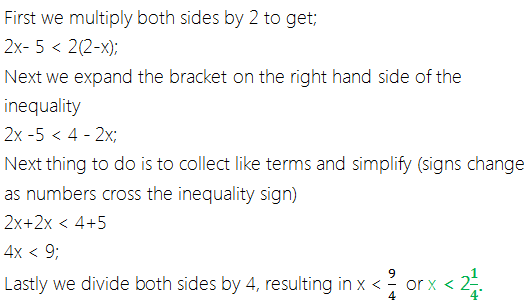 First we multiply both sides by 2 to get;
2x- 5 < 2(2-x);
Next we expand the bracket on the right hand side of the
inequality
2x -5 < 4 - 2x;
Next thing to do is to collect like terms and simplify (signs change
as numbers cross the inequality sign)
2x+2x < 4+5
4x < 9;
Lastly we divide both sides by 4, resulting in x < 9/4 or x < 2 1/4.